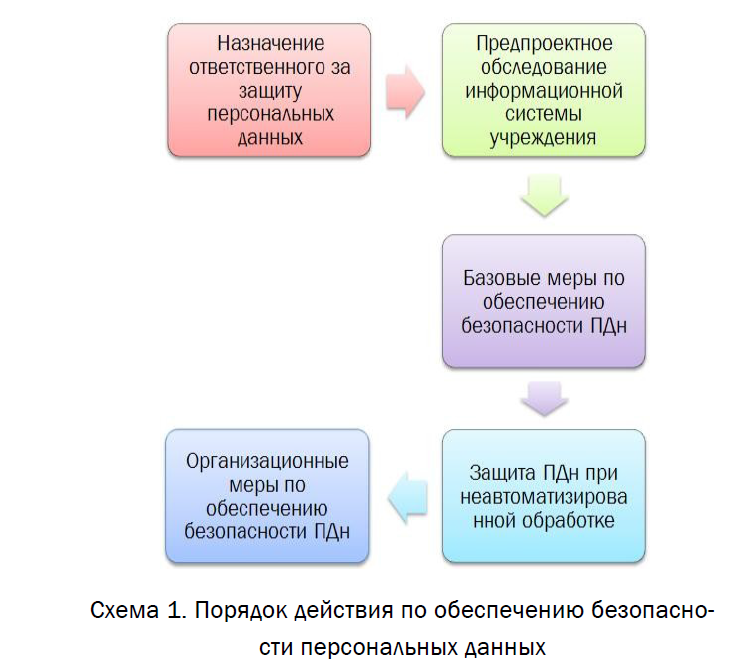 Назначение
ответственного за
защиту
персональных
данных
Предпроектное
обследование
информационной
системы
учреждения
Базовые меры по
обеспечению
безопасности ПДн
Защита ПДн при
неавтоматизирова
нной обработке
Организационные
меры по
обеспечению
безопасности ПДн
Схема 1. Порядок действия по обеспечению безопасно-
сти персональных данных